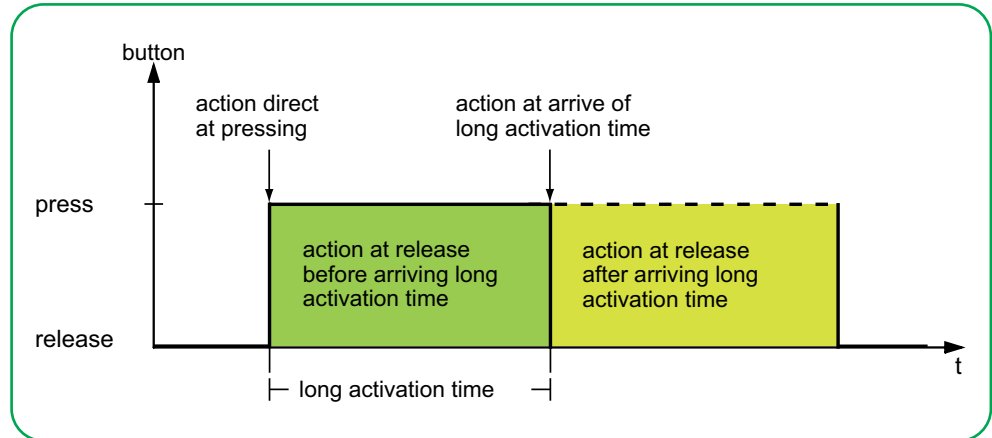 button
action direct
at pressing
action at arrive of
long activation time
press
action at release
before arriving long
activation time
action at release
after arriving long
activation time
release
t
long activation time